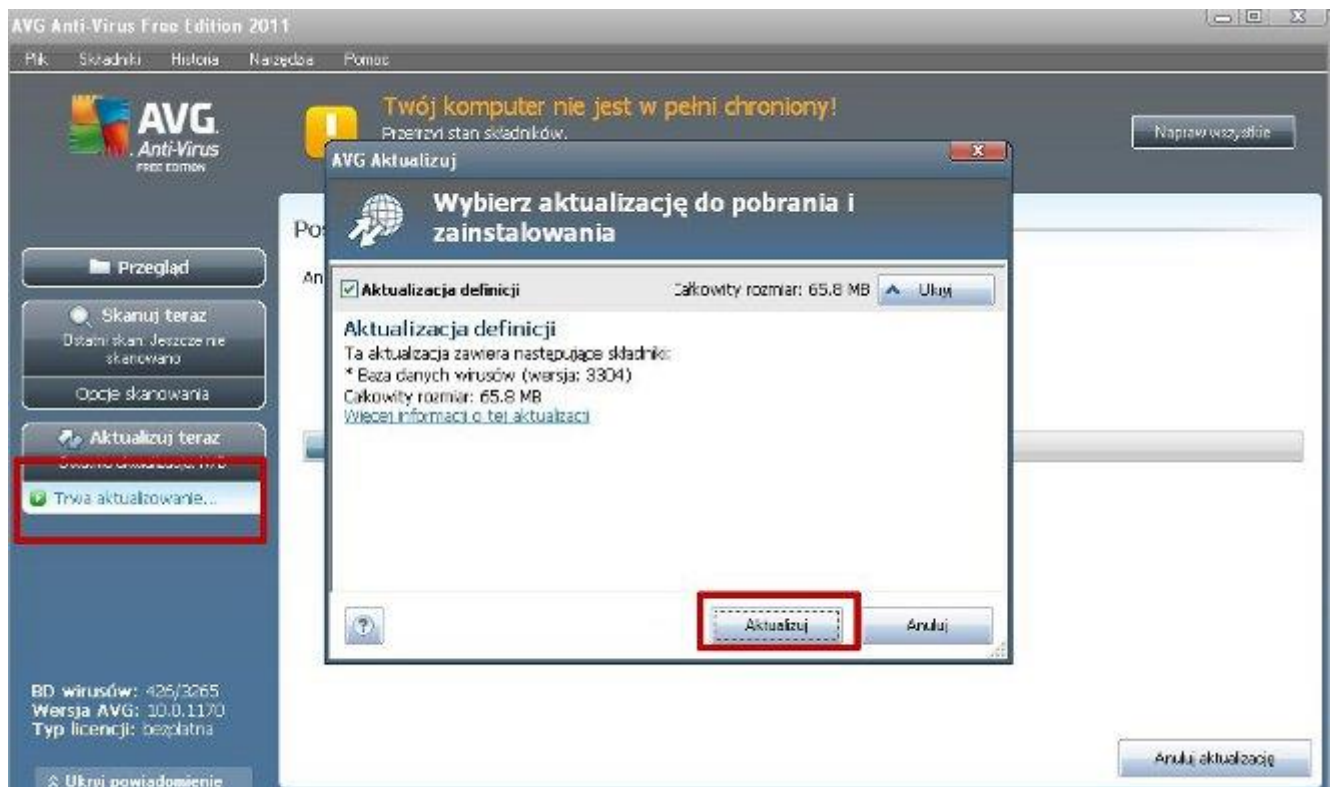 AVG Anti-Virus Free Edition 2011
Plik Składniki Historia Narzędzia Pomoc
AVG
Anti-Virus
FREE EDITION
Twój komputer nie jest w pełni chroniony!
Przejrzyj stan składników.
Napraw wszystkie
AVG Aktualizuj
Wybierz aktualizację do pobrania i
zainstalowania
Przegląd
Skanuj teraz
Ostatni skan: Jeszcze nie
skanowano
Opcje skanowania
Aktualizuj teraz
Trwa aktualizowanie...
Aktualizacja definicji Całkowity rozmiar: 65.8 MB Ukryj
Aktualizacja definicji
Ta aktualizacja zawiera następujące składniki:
* Baza danych wirusów (wersja: 3304)
Całkowity rozmiar: 65.8 MB
Więcej informacji o tej aktualizacji
? Aktualizuj Anuluj
BD wirusów: 426/3265
Wersja AVG: 10.0.1170
Typ licencji: bezpłatna
Ukryj powiadomienie
Anuluj aktualizację